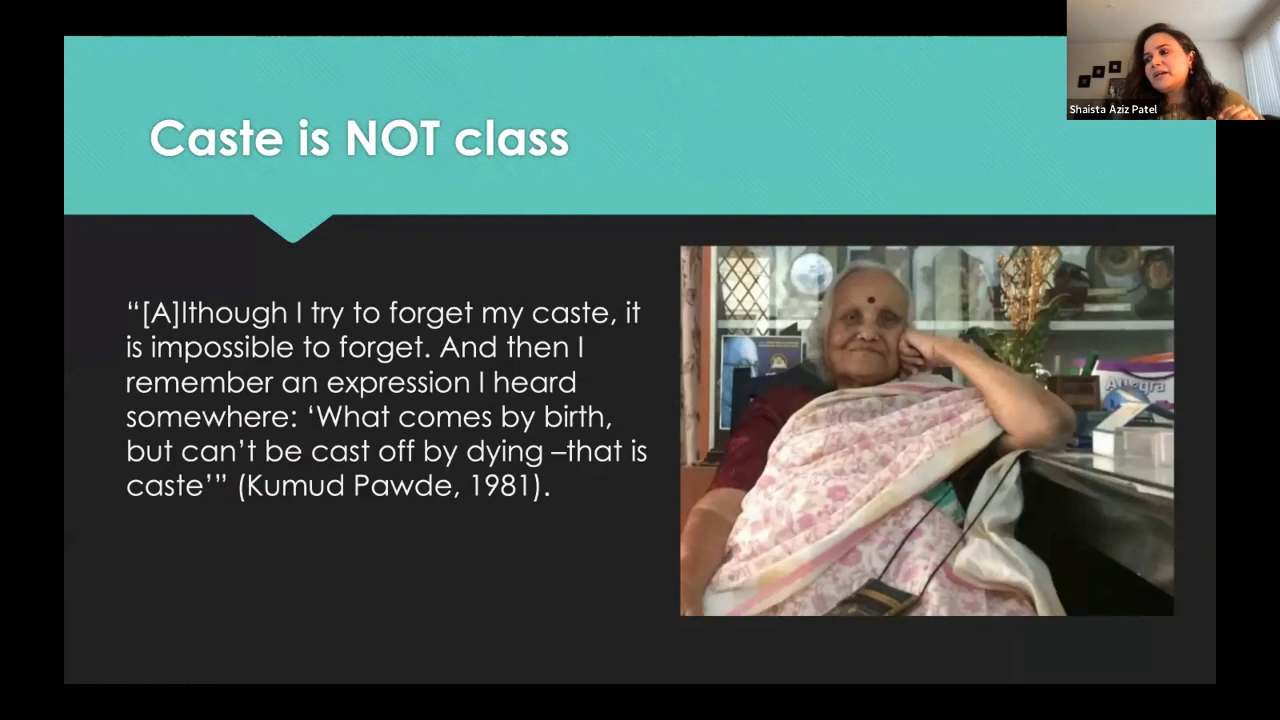 Caste is NOT class
“[A]lthough I try to forget my caste, it
is impossible to forget. And then I
remember an expression I heard
somewhere: ‘What comes by birth,
but can’t be cast off by dying –that is
caste’” (Kumud Pawde, 1981).
Shaista Aziz Patel
Allegra